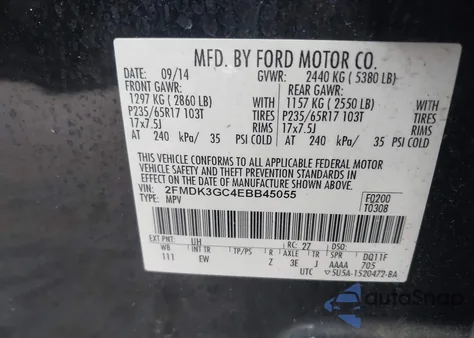 MFD. BY FORD MOTOR CO.
DATE: 09/14 GVWR: 2440 KG ( 5380 LB)
FRONT GAWR: REAR GAWR:
1297 KG ( 2860 LB) 1157 KG ( 2550 LB)
P235/65R17 103T TIRES P235/65R17 103T
17x7.5J RIMS 17x7.5J
AT 240 kPa/ 35 PSI COLD AT 240 kPa/ 35 PSI COLD
THIS VEHICLE CONFORMS TO ALL APPLICABLE FEDERAL MOTOR
VEHICLE SAFETY AND THEFT PREVENTION STANDARDS IN EFFECT
ON THE DATE OF MANUFACTURE SHOWN ABOVE.
VIN: 2FMDK3GC4EBB45055 F0200
TYPE: MPV T0308
EXT PNT: UH RC: 27 DSO:
WB INT TR TP/PS R AXLE TR SPR DQ11F
111 EW Z 3E J AAAA 705
UTC 5U5A-1520472-BA
autoSnap